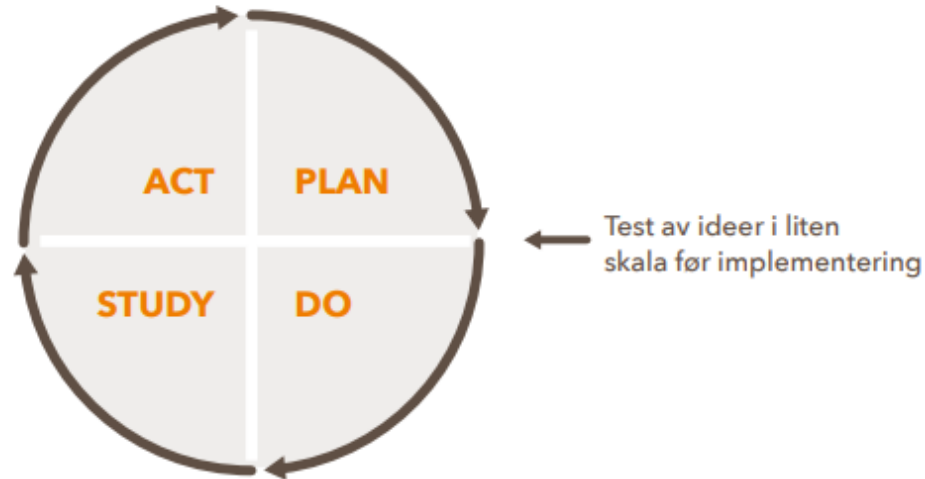 ACT
PLAN
STUDY
DO
Test av ideer i liten
skala før implementering